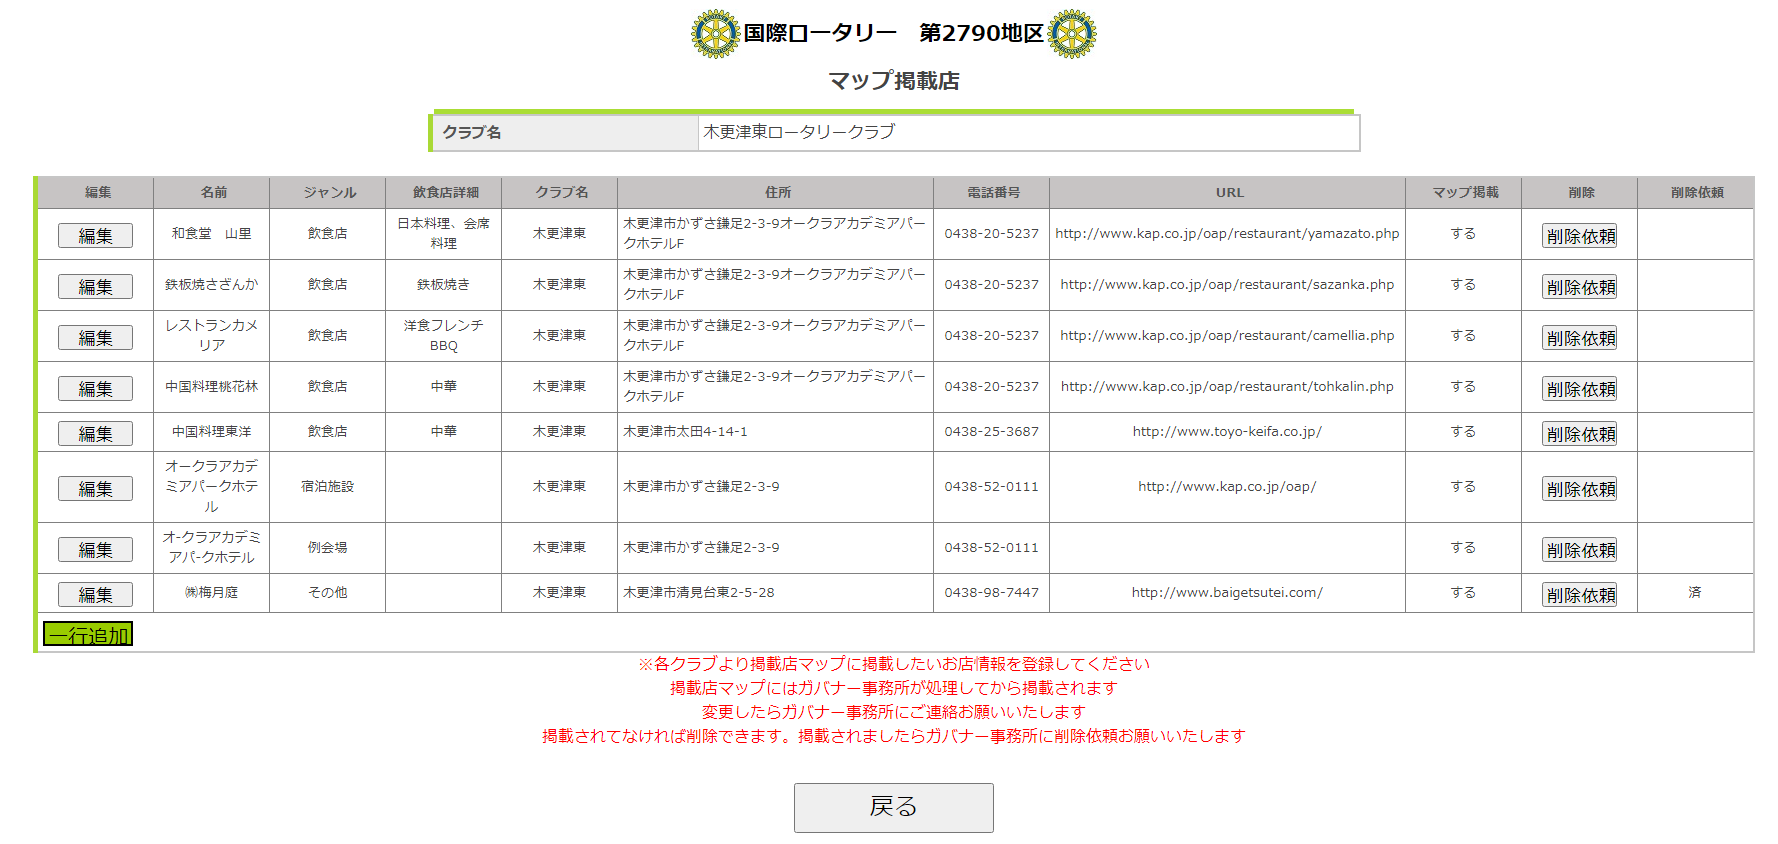 国際ロータリー　第2790地区
マップ掲載店
クラブ名 木更津東ロータリークラブ
編集 名前 ジャンル 飲食店詳細 クラブ名 住所 電話番号 URL マップ掲載 削除 削除依頼
編集 和食堂　山里 飲食店 日本料理、会席料理 木更津東 木更津市かずさ鎌足2-3-9オークラアカデミアパークホテルF 0438-20-5237 http://www.kap.co.jp/oap/restaurant/yamazato.php する 削除依頼
編集 鉄板焼さざんか 飲食店 鉄板焼き 木更津東 木更津市かずさ鎌足2-3-9オークラアカデミアパークホテルF 0438-20-5237 http://www.kap.co.jp/oap/restaurant/sazanka.php する 削除依頼
編集 レストランカメリア 飲食店 洋食フレンチBBQ 木更津東 木更津市かずさ鎌足2-3-9オークラアカデミアパークホテルF 0438-20-5237 http://www.kap.co.jp/oap/restaurant/camellia.php する 削除依頼
編集 中国料理桃花林 飲食店 中華 木更津東 木更津市かずさ鎌足2-3-9オークラアカデミアパークホテルF 0438-20-5237 http://www.kap.co.jp/oap/restaurant/tohkalin.php する 削除依頼
編集 中国料理東洋 飲食店 中華 木更津東 木更津市太田4-14-1 0438-25-3687 http://www.toyo-keifa.co.jp/ する 削除依頼
編集 オークラアカデミアパークホテル 宿泊施設 木更津東 木更津市かずさ鎌足2-3-9 0438-52-0111 http://www.kap.co.jp/oap/ する 削除依頼
編集 オ-クラアカデミアパ-クホテル 例会場 木更津東 木更津市かずさ鎌足2-3-9 0438-52-0111 する 削除依頼
編集 ㈱梅月庭 その他 木更津東 木更津市清見台東2-5-28 0438-98-7447 http://www.baigetsutei.com/ する 削除依頼 済
一行追加
※各クラブより掲載店マップに掲載したいお店情報を登録してください
掲載店マップにはガバナー事務所が処理してから掲載されます
変更したらガバナー事務所にご連絡お願いいたします
掲載されてなければ削除できます。掲載されましたらガバナー事務所に削除依頼お願いいたします
戻る